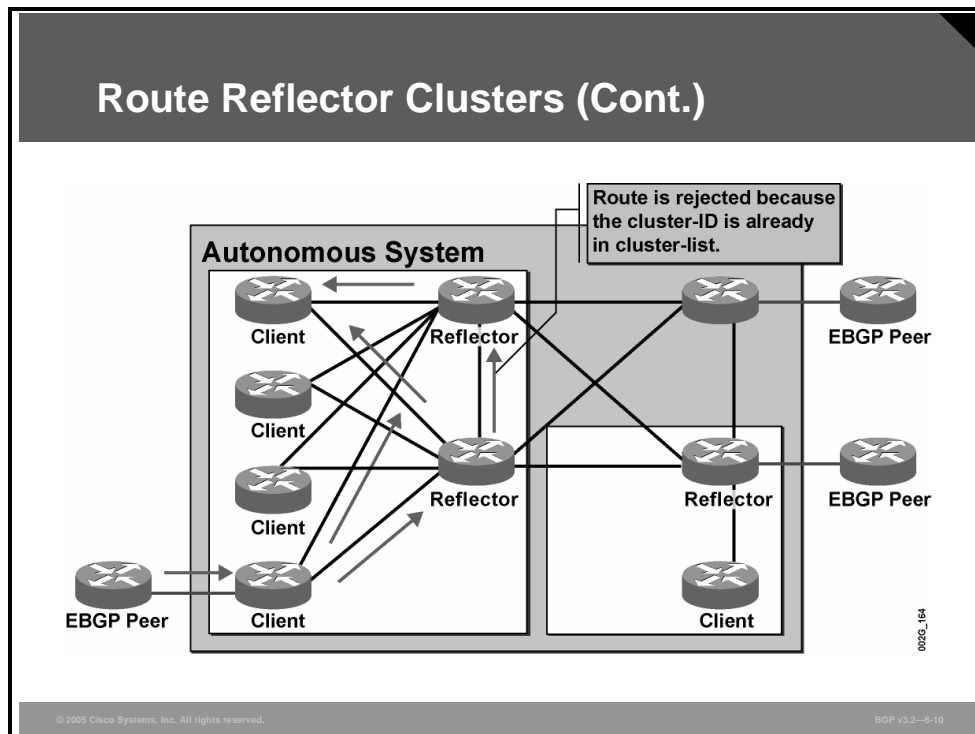 Route Reflector Clusters (Cont.)
Route is rejected because
the cluster-ID is already
in cluster-list.
Autonomous System
Client
Reflector
EBGP Peer
Client
Client
Reflector
Reflector
EBGP Peer
EBGP Peer
Client
Client
002G_164
© 2005 Cisco Systems, Inc. All rights reserved.
BGP v3.2—6-10